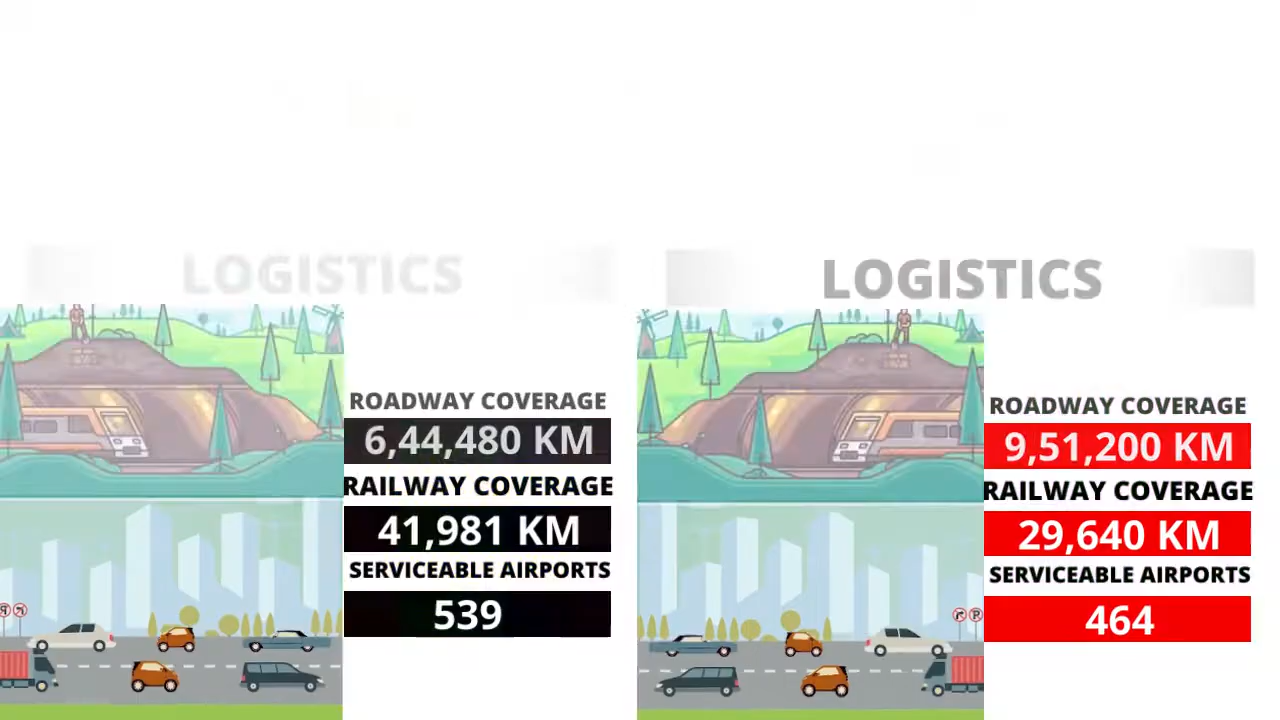 LOGISTICS
ROADWAY COVERAGE
6,44,480 KM
RAILWAY COVERAGE
41,981 KM
SERVICEABLE AIRPORTS
539
LOGISTICS
ROADWAY COVERAGE
9,51,200 KM
RAILWAY COVERAGE
29,640 KM
SERVICEABLE AIRPORTS
464